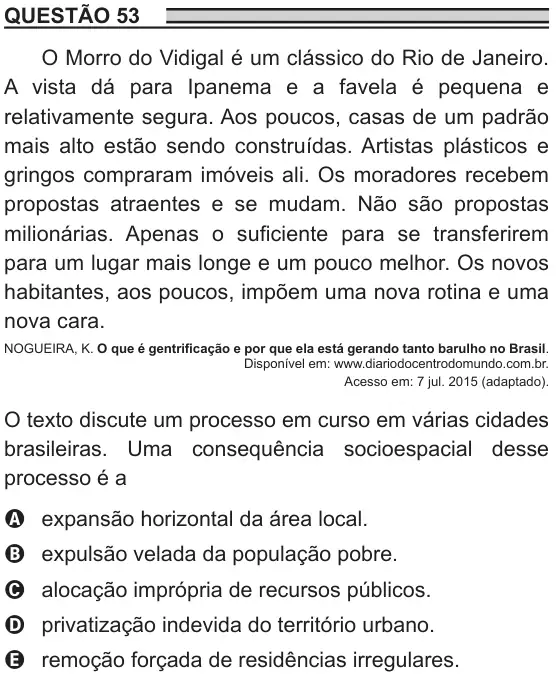 QUESTÃO 53
O Morro do Vidigal é um clássico do Rio de Janeiro.
A vista dá para Ipanema e a favela é pequena e
relativamente segura. Aos poucos, casas de um padrão
mais alto estão sendo construídas. Artistas plásticos e
gringos compraram imóveis ali. Os moradores recebem
propostas atraentes e se mudam. Não são propostas
milionárias. Apenas o suficiente para se transferirem
para um lugar mais longe e um pouco melhor. Os novos
habitantes, aos poucos, impõem uma nova rotina e uma
nova cara.
NOGUEIRA, K. O que é gentrificação e por que ela está gerando tanto barulho no Brasil.
Disponível em: www.diariodocentrodomundo.com.br.
Acesso em: 7 jul. 2015 (adaptado).
O texto discute um processo em curso em várias cidades
brasileiras. Uma consequência socioespacial desse
processo é a
A expansão horizontal da área local.
B expulsão velada da população pobre.
C alocação imprópria de recursos públicos.
D privatização indevida do território urbano.
E remoção forçada de residências irregulares.